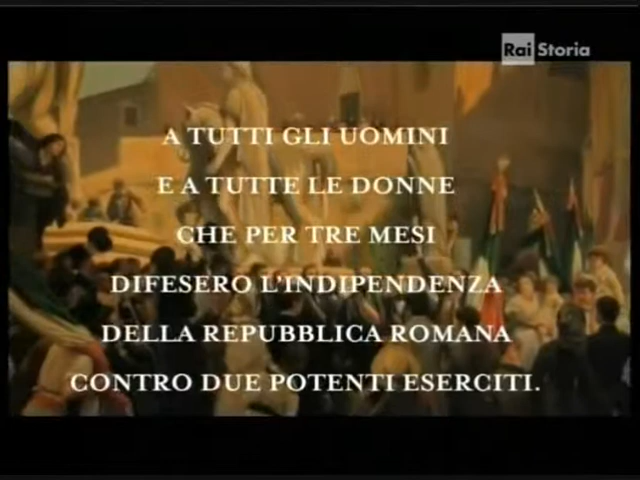 Rai Storia
A TUTTI GLI UOMINI
E A TUTTE LE DONNE
CHE PER TRE MESI
DIFESERO L'INDIPENDENZA
DELLA REPUBBLICA ROMANA
CONTRO DUE POTENTI ESERCITI.